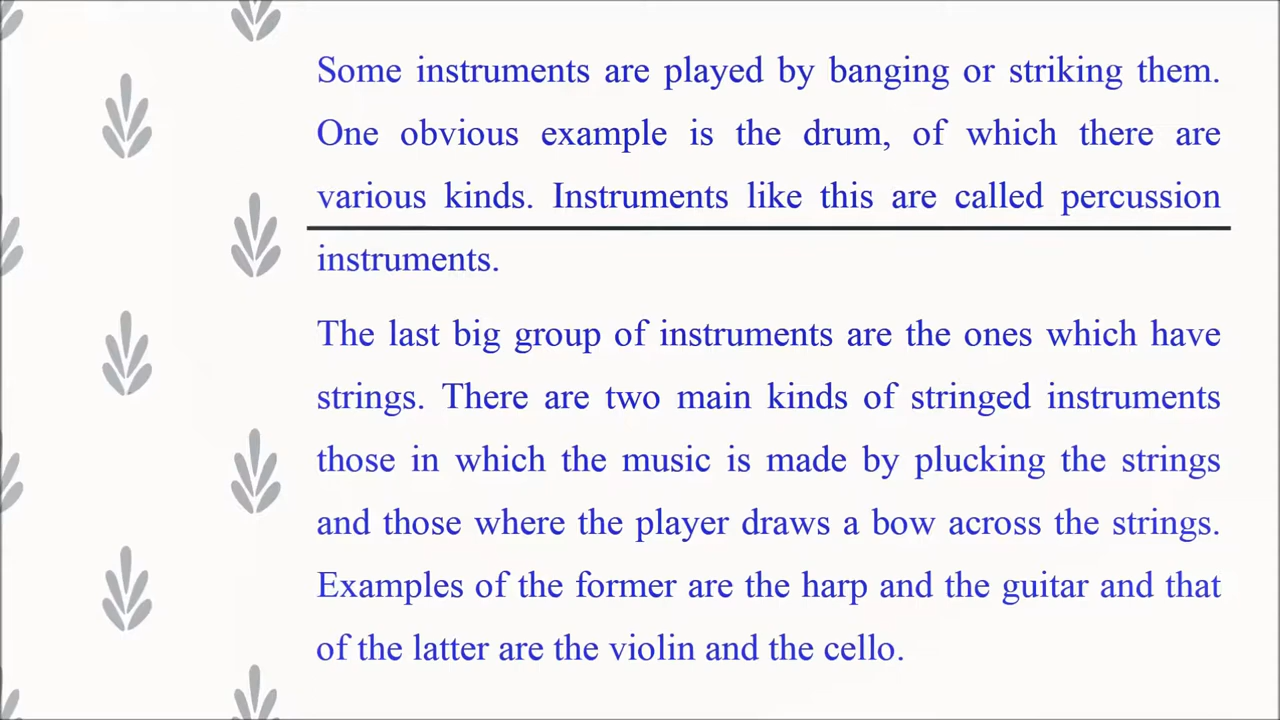 Some instruments are played by banging or striking them.
One obvious example is the drum, of which there are
various kinds. Instruments like this are called percussion
instruments.
The last big group of instruments are the ones which have
strings. There are two main kinds of stringed instruments
those in which the music is made by plucking the strings
and those where the player draws a bow across the strings.
Examples of the former are the harp and the guitar and that
of the latter are the violin and the cello.